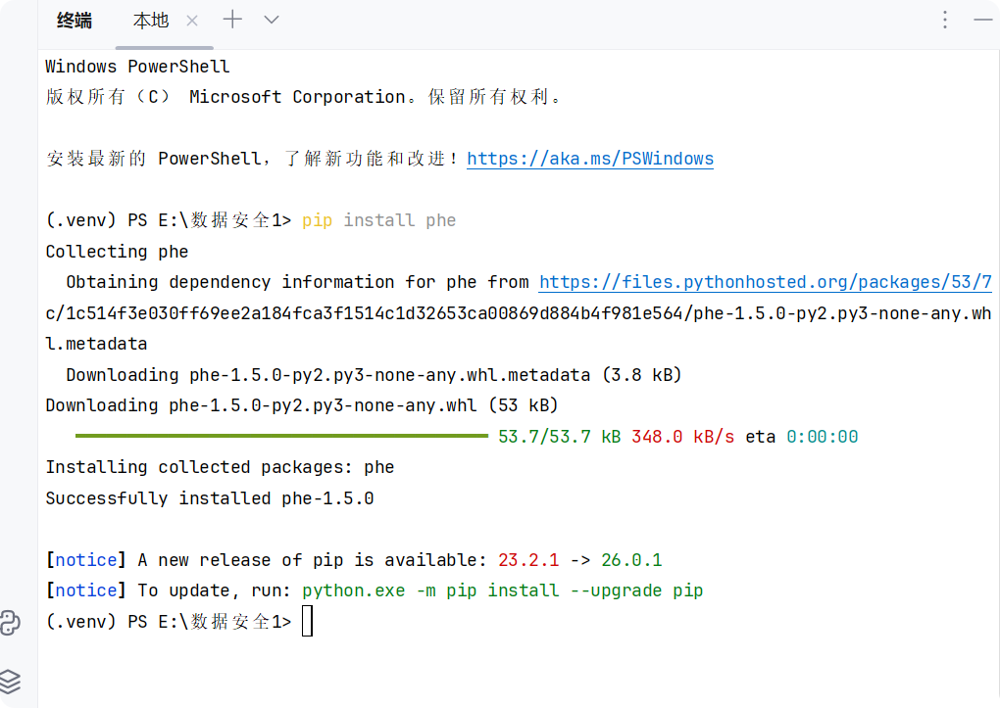 终端 本地
Windows PowerShell
版权所有（C） Microsoft Corporation。保留所有权利。
安装最新的 PowerShell，了解新功能和改进！https://aka.ms/PSWindows
(.venv) PS E:\数据安全1> pip install phe
Collecting phe
  Obtaining dependency information for phe from https://files.pythonhosted.org/packages/53/7
c/1c514f3e030ff69ee2a184fca3f1514c1d32653ca00869d884b4f981e564/phe-1.5.0-py2.py3-none-any.wh
l.metadata
  Downloading phe-1.5.0-py2.py3-none-any.whl.metadata (3.8 kB)
Downloading phe-1.5.0-py2.py3-none-any.whl (53 kB)
53.7/53.7 kB 348.0 kB/s eta 0:00:00
Installing collected packages: phe
Successfully installed phe-1.5.0
[notice] A new release of pip is available: 23.2.1 -> 26.0.1
[notice] To update, run: python.exe -m pip install --upgrade pip
(.venv) PS E:\数据安全1>